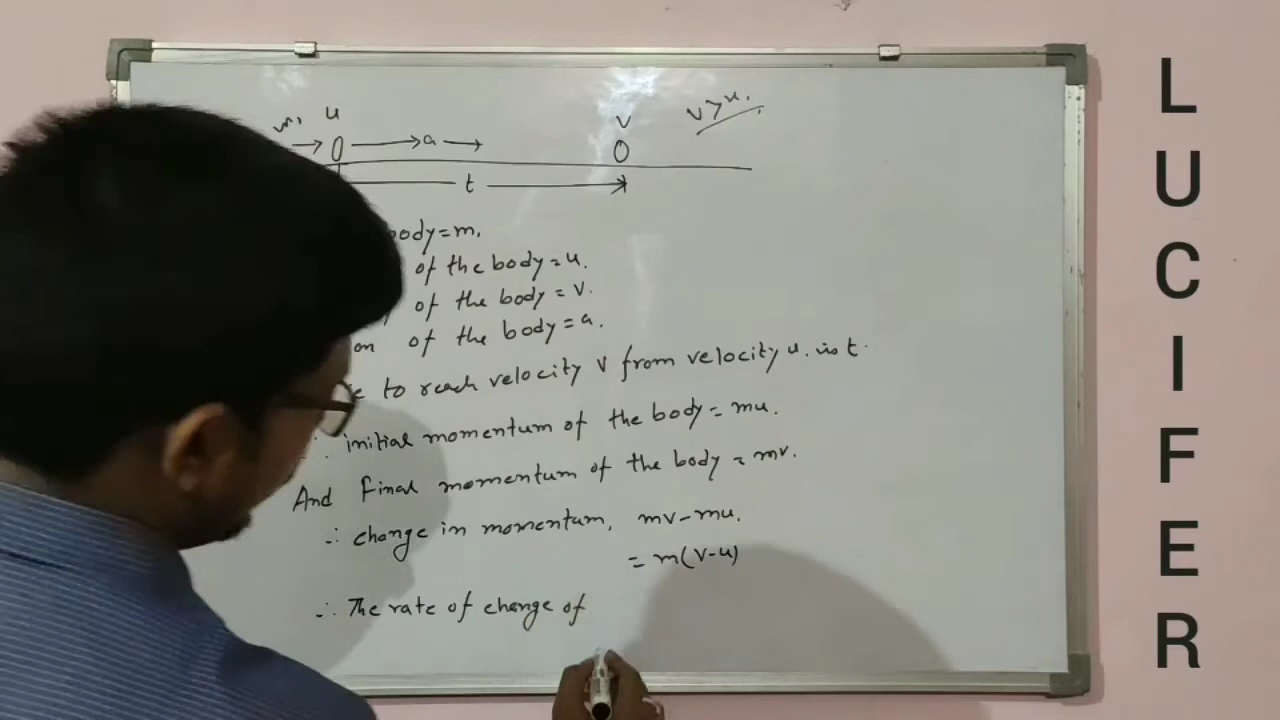 u
v
v>u.
a
t
body=m.
of the body=u.
of the body=v.
on of the body=a.
to reach velocity v from velocity u. is t.
∴ initial momentum of the body=mu.
And final momentum of the body=mv.
∴ change in momentum, mv-mu.
=m(v-u)
∴ The rate of change of
LUCIFER